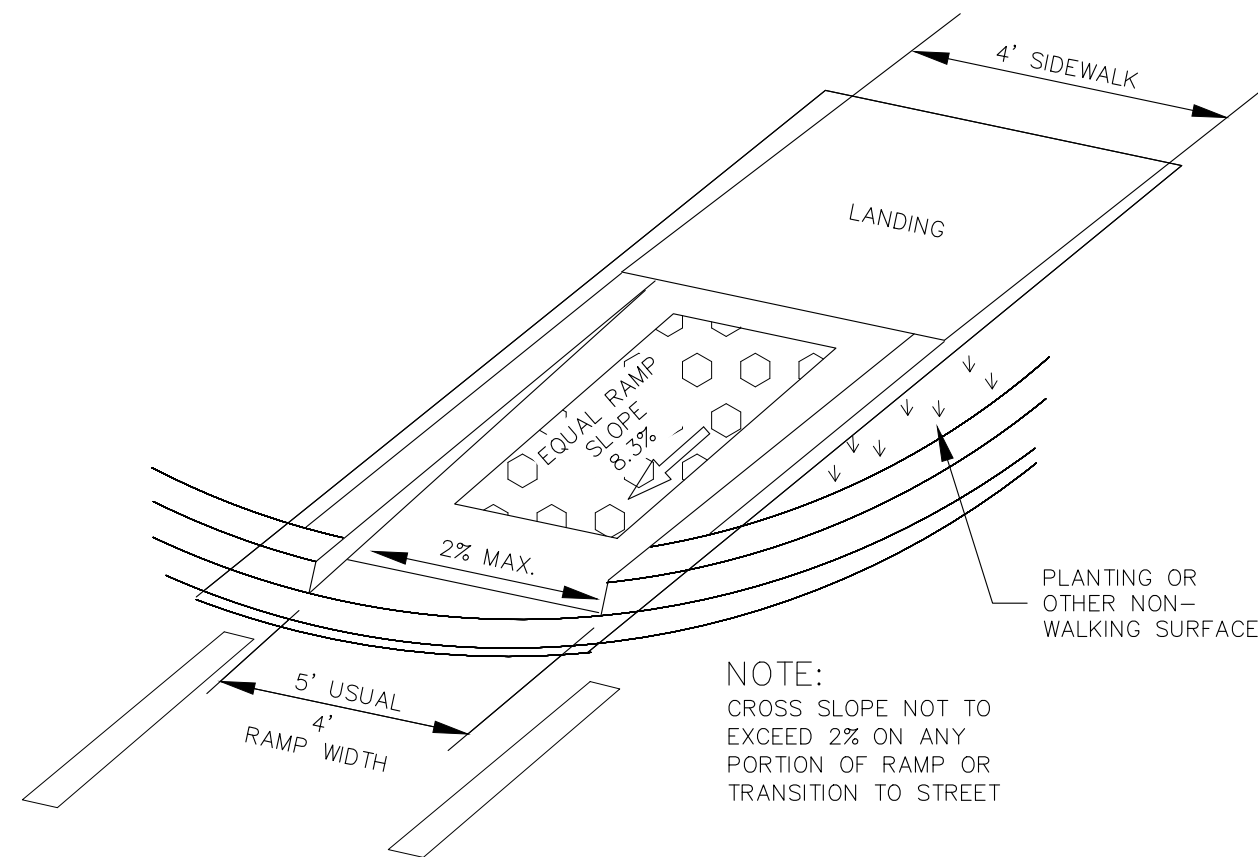 4' SIDEWALK
LANDING
EQUAL RAMP
SLOPE
8.3%
2% MAX.
PLANTING OR
OTHER NON-
WALKING SURFACE
5' USUAL
4'
RAMP WIDTH
NOTE:
CROSS SLOPE NOT TO
EXCEED 2% ON ANY
PORTION OF RAMP OR
TRANSITION TO STREET